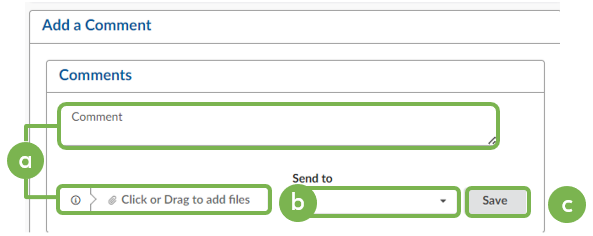 Add a Comment
Comments
Comment
a
Send to
Click or Drag to add files
b
Save
c